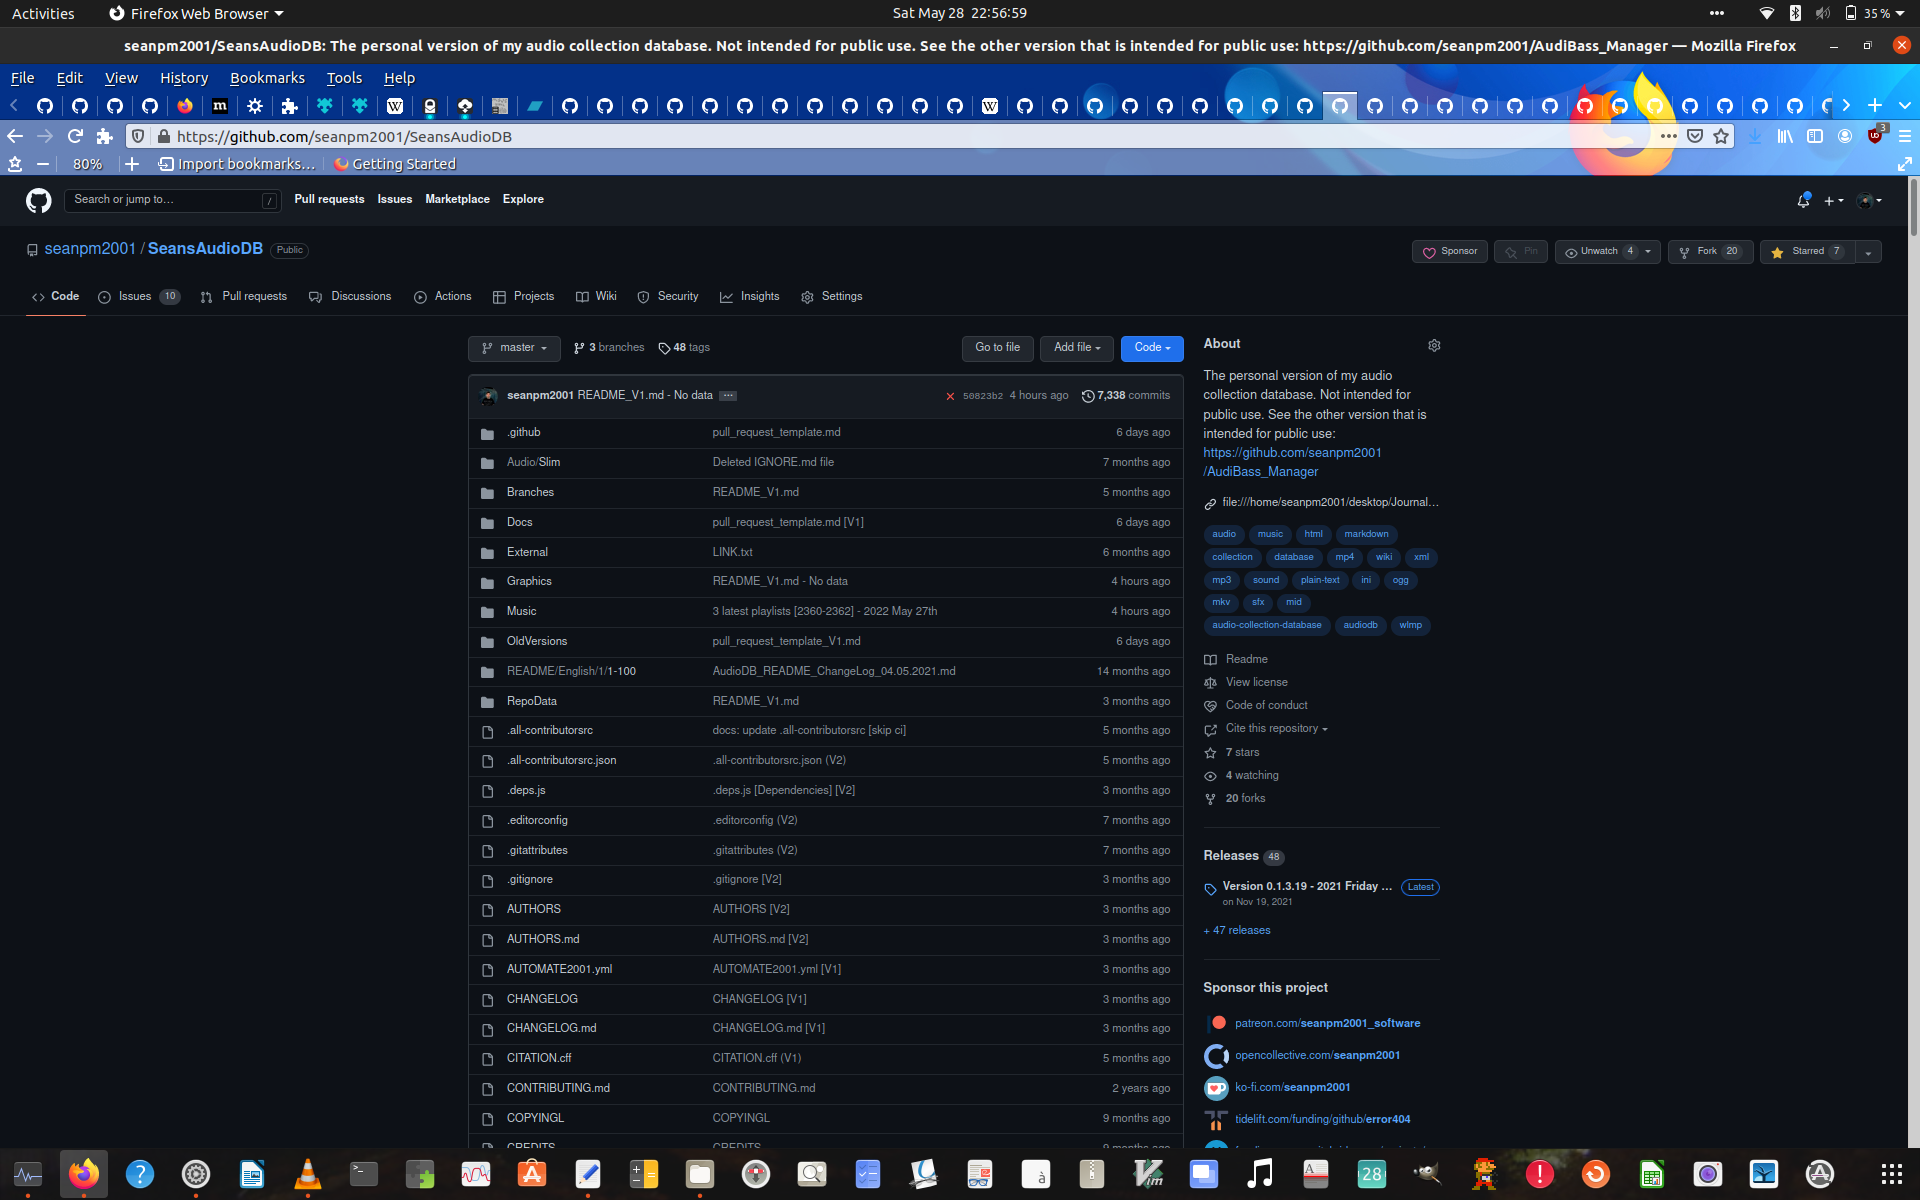 Activities
Firefox Web Browser
Sat May 28  22:56:59
35 %
seanpm2001/SeansAudioDB: The personal version of my audio collection database. Not intended for public use. See the other version that is intended for public use: https://github.com/seanpm2001/AudiBass_Manager — Mozilla Firefox
File Edit View History Bookmarks Tools Help
https://github.com/seanpm2001/SeansAudioDB
3
80%
Import bookmarks...
Getting Started
Search or jump to...
/
Pull requests Issues Marketplace Explore
seanpm2001 / SeansAudioDB Public
Sponsor
Pin
Unwatch 4
Fork 20
Starred 7
Code
Issues 10
Pull requests
Discussions
Actions
Projects
Wiki
Security
Insights
Settings
master
3 branches
48 tags
Go to file
Add file
Code
seanpm2001 README_V1.md - No data ... 50823b2 4 hours ago 7,338 commits
.github pull_request_template.md 6 days ago
Audio/Slim Deleted IGNORE.md file 7 months ago
Branches README_V1.md 5 months ago
Docs pull_request_template.md [V1] 6 days ago
External LINK.txt 6 months ago
Graphics README_V1.md - No data 4 hours ago
Music 3 latest playlists [2360-2362] - 2022 May 27th 4 hours ago
OldVersions pull_request_template_V1.md 6 days ago
README/English/1/1-100 AudioDB_README_ChangeLog_04.05.2021.md 14 months ago
RepoData README_V1.md 3 months ago
.all-contributorsrc docs: update .all-contributorsrc [skip ci] 5 months ago
.all-contributorsrc.json .all-contributorsrc.json (V2) 5 months ago
.deps.js .deps.js [Dependencies] [V2] 3 months ago
.editorconfig .editorconfig (V2) 7 months ago
.gitattributes .gitattributes (V2) 7 months ago
.gitignore .gitignore [V2] 3 months ago
AUTHORS AUTHORS [V2] 3 months ago
AUTHORS.md AUTHORS.md [V2] 3 months ago
AUTOMATE2001.yml AUTOMATE2001.yml [V1] 3 months ago
CHANGELOG CHANGELOG [V1] 3 months ago
CHANGELOG.md CHANGELOG.md [V1] 3 months ago
CITATION.cff CITATION.cff (V1) 5 months ago
CONTRIBUTING.md CONTRIBUTING.md 2 years ago
COPYINGL COPYINGL 9 months ago
CREDITS CREDITS 9 months ago
About
The personal version of my audio
collection database. Not intended for
public use. See the other version that is
intended for public use:
https://github.com/seanpm2001
/AudiBass_Manager
file:///home/seanpm2001/desktop/Journal...
audio music html markdown
collection database mp4 wiki xml
mp3 sound plain-text ini ogg
mkv sfx mid
audio-collection-database audiodb wlmp
Readme
View license
Code of conduct
Cite this repository
7 stars
4 watching
20 forks
Releases 48
Version 0.1.3.19 - 2021 Friday ... Latest
on Nov 19, 2021
+ 47 releases
Sponsor this project
patreon.com/seanpm2001_software
opencollective.com/seanpm2001
ko-fi.com/seanpm2001
tidelift.com/funding/github/error404
28